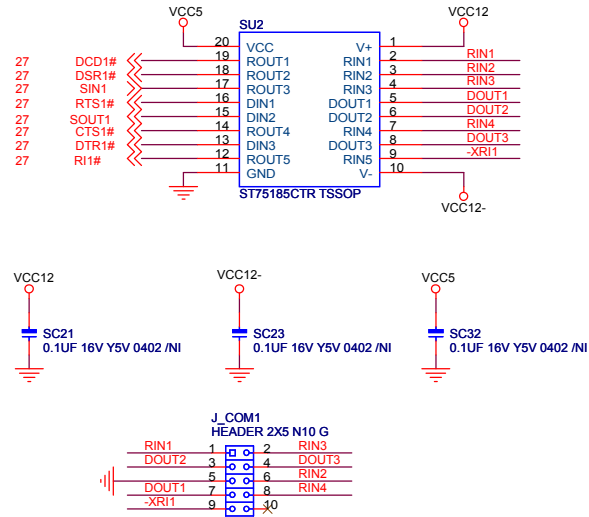 VCC5
VCC12
SU2
20 VCC V+ 1
27 DCD1# 19 ROUT1 RIN1 2 RIN1
27 DSR1# 18 ROUT2 RIN2 3 RIN2
27 SIN1 17 ROUT3 RIN3 4 RIN3
27 RTS1# 16 DIN1 DOUT1 5 DOUT1
27 SOUT1 15 DIN2 DOUT2 6 DOUT2
27 CTS1# 14 ROUT4 RIN4 7 RIN4
27 DTR1# 13 DIN3 DOUT3 8 DOUT3
27 RI1# 12 ROUT5 RIN5 9 -XRI1
11 GND V- 10
ST75185CTR TSSOP
VCC12-
VCC12
SC21
0.1UF 16V Y5V 0402 /NI
VCC12-
SC23
0.1UF 16V Y5V 0402 /NI
VCC5
SC32
0.1UF 16V Y5V 0402 /NI
J_COM1
HEADER 2X5 N10 G
RIN1 1 2 RIN3
DOUT2 3 4 DOUT3
5 6 RIN2
DOUT1 7 8 RIN4
-XRI1 9 10